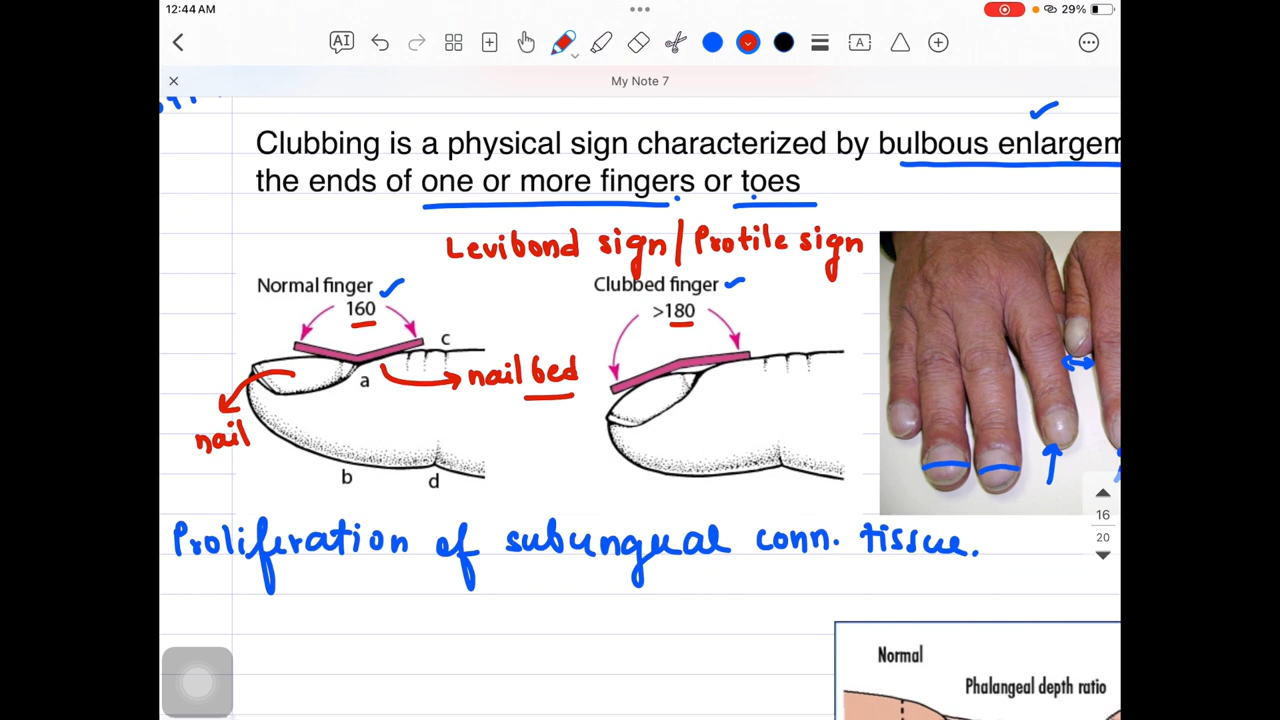 12:44 AM
29%
AI
A
My Note 7
Clubbing is a physical sign characterized by bulbous enlargem
the ends of one or more fingers or toes
Levibond sign / Profile sign
Normal finger
160
c
a
nail bed
nail
b
d
Clubbed finger
>180
16
20
Proliferation of subungual conn. tissue.
Normal
Phalangeal depth ratio